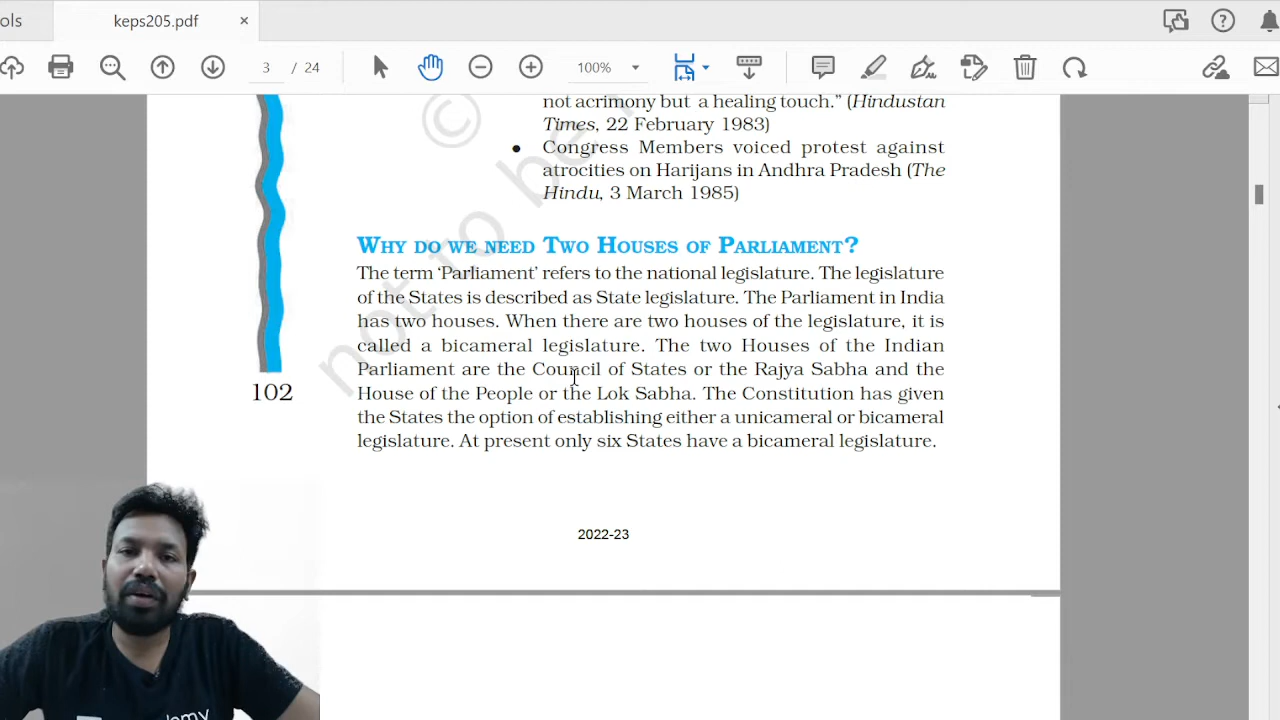 ols
keps205.pdf
3 / 24
100%
not acrimony but a healing touch.” (Hindustan
Times, 22 February 1983)
• Congress Members voiced protest against
atrocities on Harijans in Andhra Pradesh (The
Hindu, 3 March 1985)
WHY DO WE NEED TWO HOUSES OF PARLIAMENT?
The term ‘Parliament’ refers to the national legislature. The legislature
of the States is described as State legislature. The Parliament in India
has two houses. When there are two houses of the legislature, it is
called a bicameral legislature. The two Houses of the Indian
Parliament are the Council of States or the Rajya Sabha and the
House of the People or the Lok Sabha. The Constitution has given
the States the option of establishing either a unicameral or bicameral
legislature. At present only six States have a bicameral legislature.
102
2022-23
©
not to be